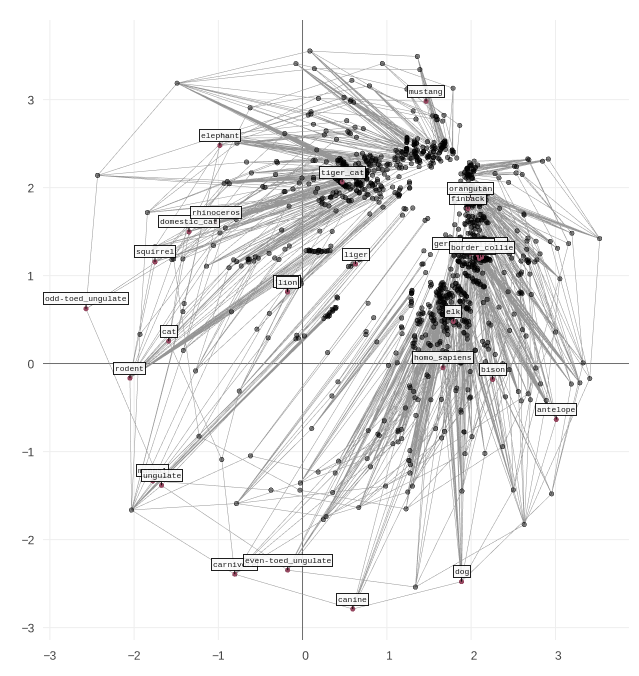 3
mustang
elephant
tiger_cat
2
orangutan
finback
rhinoceros
domestic_cat
squirrel
liger
ger
border_collie
1
lion
odd-toed_ungulate
elk
cat
homo_sapiens
0
rodent
bison
antelope
−1
ungulate
−2
carniv
even-toed_ungulate
dog
canine
−3
−3 −2 −1 0 1 2 3